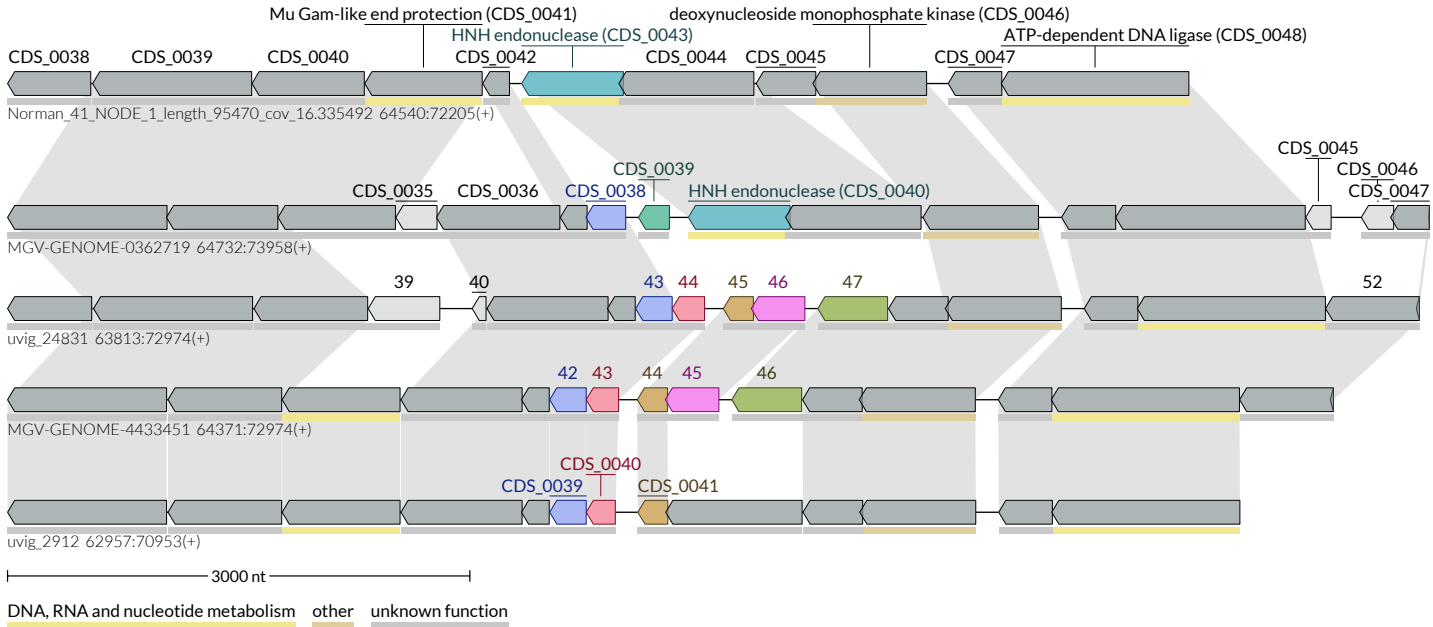 Mu Gam-like end protection (CDS_0041) deoxynucleoside monophosphate kinase (CDS_0046)
HNH endonuclease (CDS_0043) ATP-dependent DNA ligase (CDS_0048)
CDS_0038 CDS_0039 CDS_0040 CDS_0042 CDS_0044 CDS_0045 CDS_0047
Norman_41_NODE_1_length_95470_cov_16.335492 64540:72205(+)
CDS_0045
CDS_0039 CDS_0046
CDS_0035 CDS_0036 CDS_0038 HNH endonuclease (CDS_0040) CDS_0047
MGV-GENOME-0362719 64732:73958(+)
39 40 43 44 45 46 47 52
uvig_24831 63813:72974(+)
42 43 44 45 46
MGV-GENOME-4433451 64371:72974(+)
CDS_0040
CDS_0039 CDS_0041
uvig_2912 62957:70953(+)
3000 nt
DNA, RNA and nucleotide metabolism other unknown function